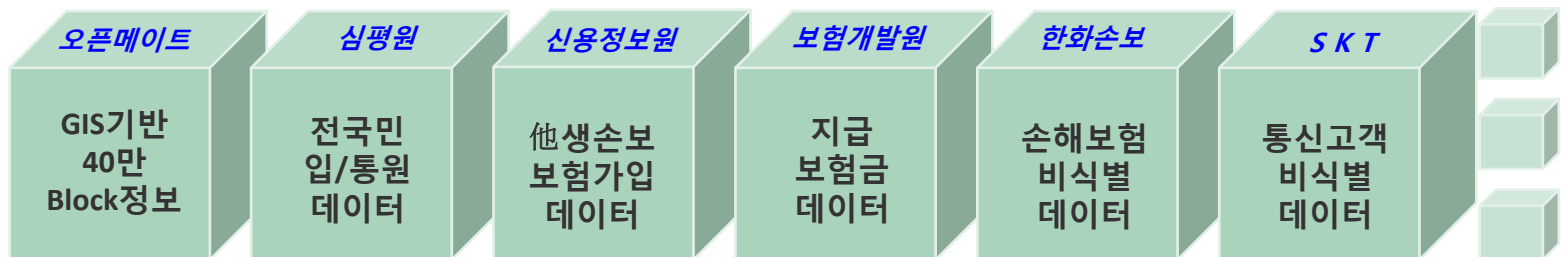 오픈메이트
심평원
신용정보원
보험개발원
한화손보
S K T
GIS기반
40만
Block정보
전국민
입/통원
데이터
他생손보
보험가입
데이터
지급
보험금
데이터
손해보험
비식별
데이터
통신고객
비식별
데이터